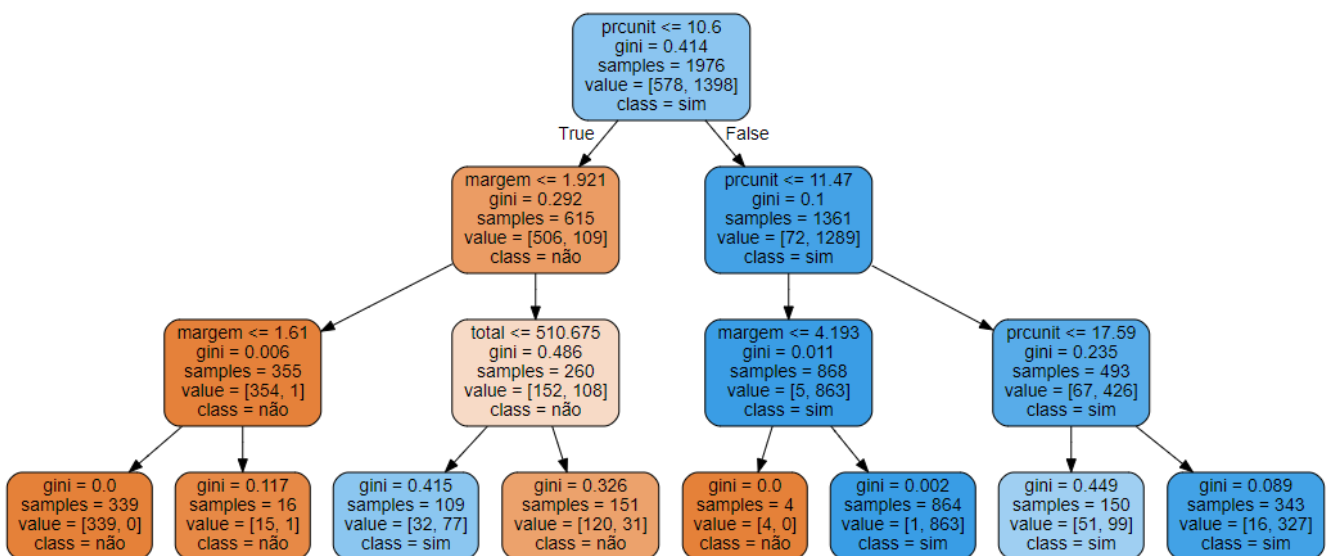 prcunit <= 10.6
gini = 0.414
samples = 1976
value = [578, 1398]
class = sim
True
False
margem <= 1.921
gini = 0.292
samples = 615
value = [506, 109]
class = não
prcunit <= 11.47
gini = 0.1
samples = 1361
value = [72, 1289]
class = sim
margem <= 1.61
gini = 0.006
samples = 355
value = [354, 1]
class = não
total <= 510.675
gini = 0.486
samples = 260
value = [152, 108]
class = não
margem <= 4.193
gini = 0.011
samples = 868
value = [5, 863]
class = sim
prcunit <= 17.59
gini = 0.235
samples = 493
value = [67, 426]
class = sim
gini = 0.0
samples = 339
value = [339, 0]
class = não
gini = 0.117
samples = 16
value = [15, 1]
class = não
gini = 0.415
samples = 109
value = [32, 77]
class = sim
gini = 0.326
samples = 151
value = [120, 31]
class = não
gini = 0.0
samples = 4
value = [4, 0]
class = não
gini = 0.002
samples = 864
value = [1, 863]
class = sim
gini = 0.449
samples = 150
value = [51, 99]
class = sim
gini = 0.089
samples = 343
value = [16, 327]
class = sim